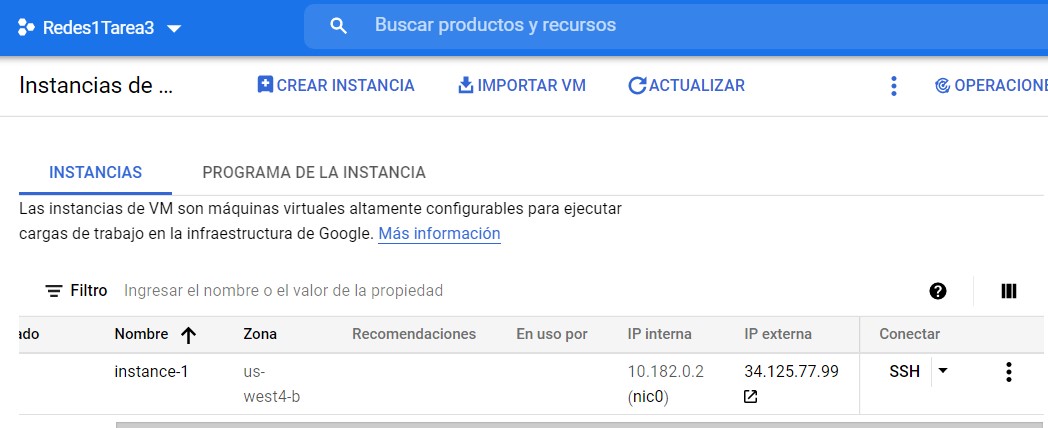 Redes1Tarea3
Buscar productos y recursos
Instancias de ...
CREAR INSTANCIA
IMPORTAR VM
ACTUALIZAR
OPERACIONE
INSTANCIAS
PROGRAMA DE LA INSTANCIA
Las instancias de VM son máquinas virtuales altamente configurables para ejecutar
cargas de trabajo en la infraestructura de Google. Más información
Filtro Ingresar el nombre o el valor de la propiedad
ado Nombre Zona Recomendaciones En uso por IP interna IP externa Conectar
instance-1 us- 10.182.0.2 34.125.77.99 SSH
west4-b (nic0)